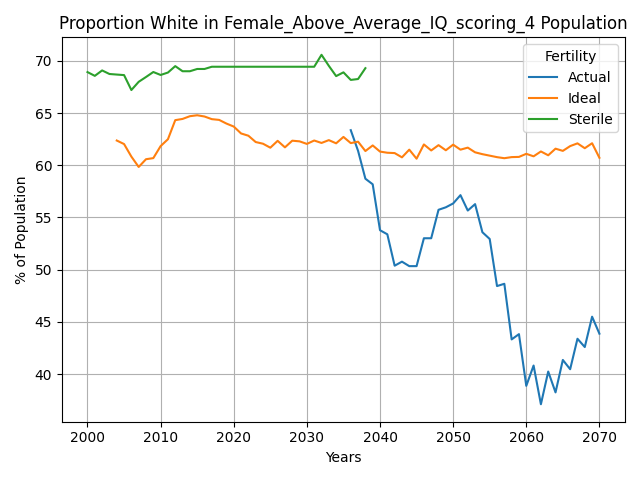 Proportion White in Female_Above_Average_IQ_scoring_4 Population
Fertility
Actual
Ideal
Sterile
% of Population
70
65
60
55
50
45
40
2000 2010 2020 2030 2040 2050 2060 2070
Years